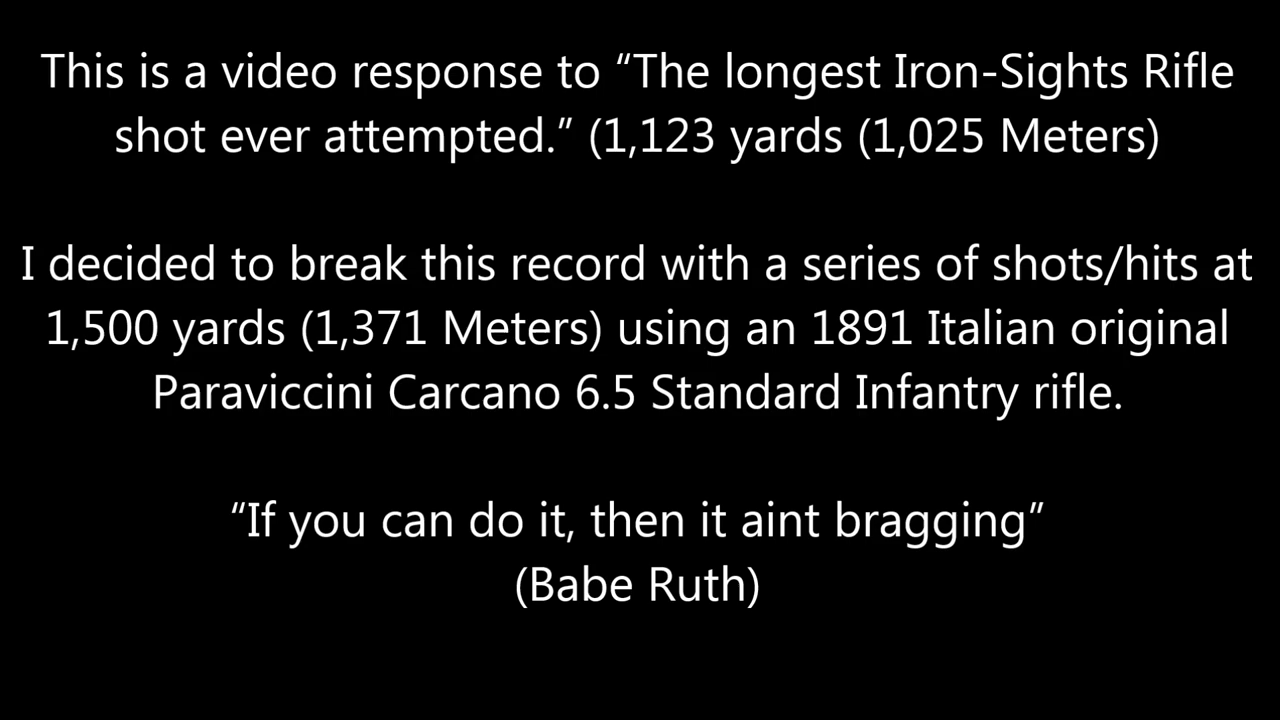 This is a video response to “The longest Iron-Sights Rifle
shot ever attempted.” (1,123 yards (1,025 Meters)
I decided to break this record with a series of shots/hits at
1,500 yards (1,371 Meters) using an 1891 Italian original
Paraviccini Carcano 6.5 Standard Infantry rifle.
“If you can do it, then it aint bragging”
(Babe Ruth)